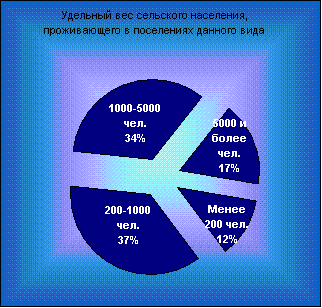 Удельный вес сельского населения,
проживающего в поселениях данного вида
1000-5000
чел.
34%
5000 и
более
чел.
17%
200-1000
чел.
37%
Менее
200 чел.
12%